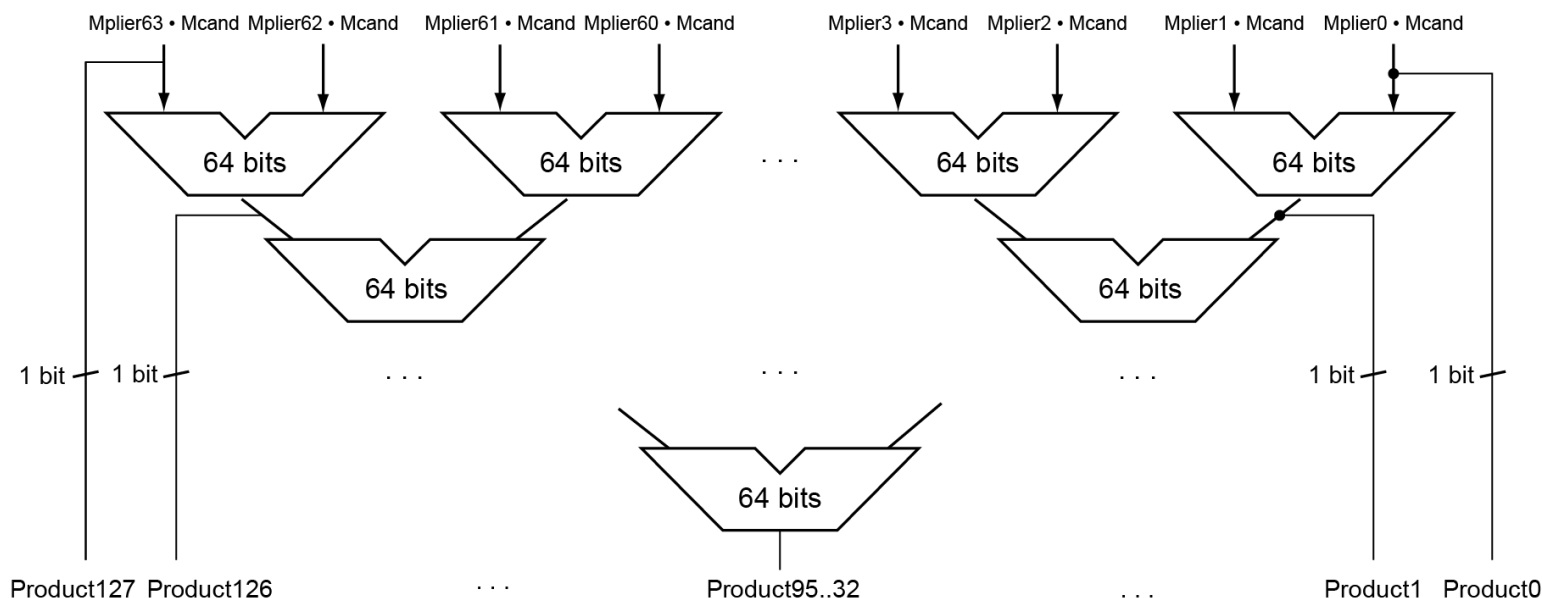 Mplier63 • Mcand Mplier62 • Mcand Mplier61 • Mcand Mplier60 • Mcand Mplier3 • Mcand Mplier2 • Mcand Mplier1 • Mcand Mplier0 • Mcand
64 bits 64 bits . . . 64 bits 64 bits
64 bits 64 bits
1 bit 1 bit . . . . . . . . . 1 bit 1 bit
64 bits
Product127 Product126 . . . Product95..32 . . . Product1 Product0